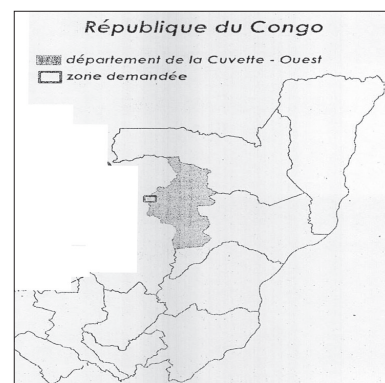 République du Congo
département de la Cuvette - Ouest
zone demandée